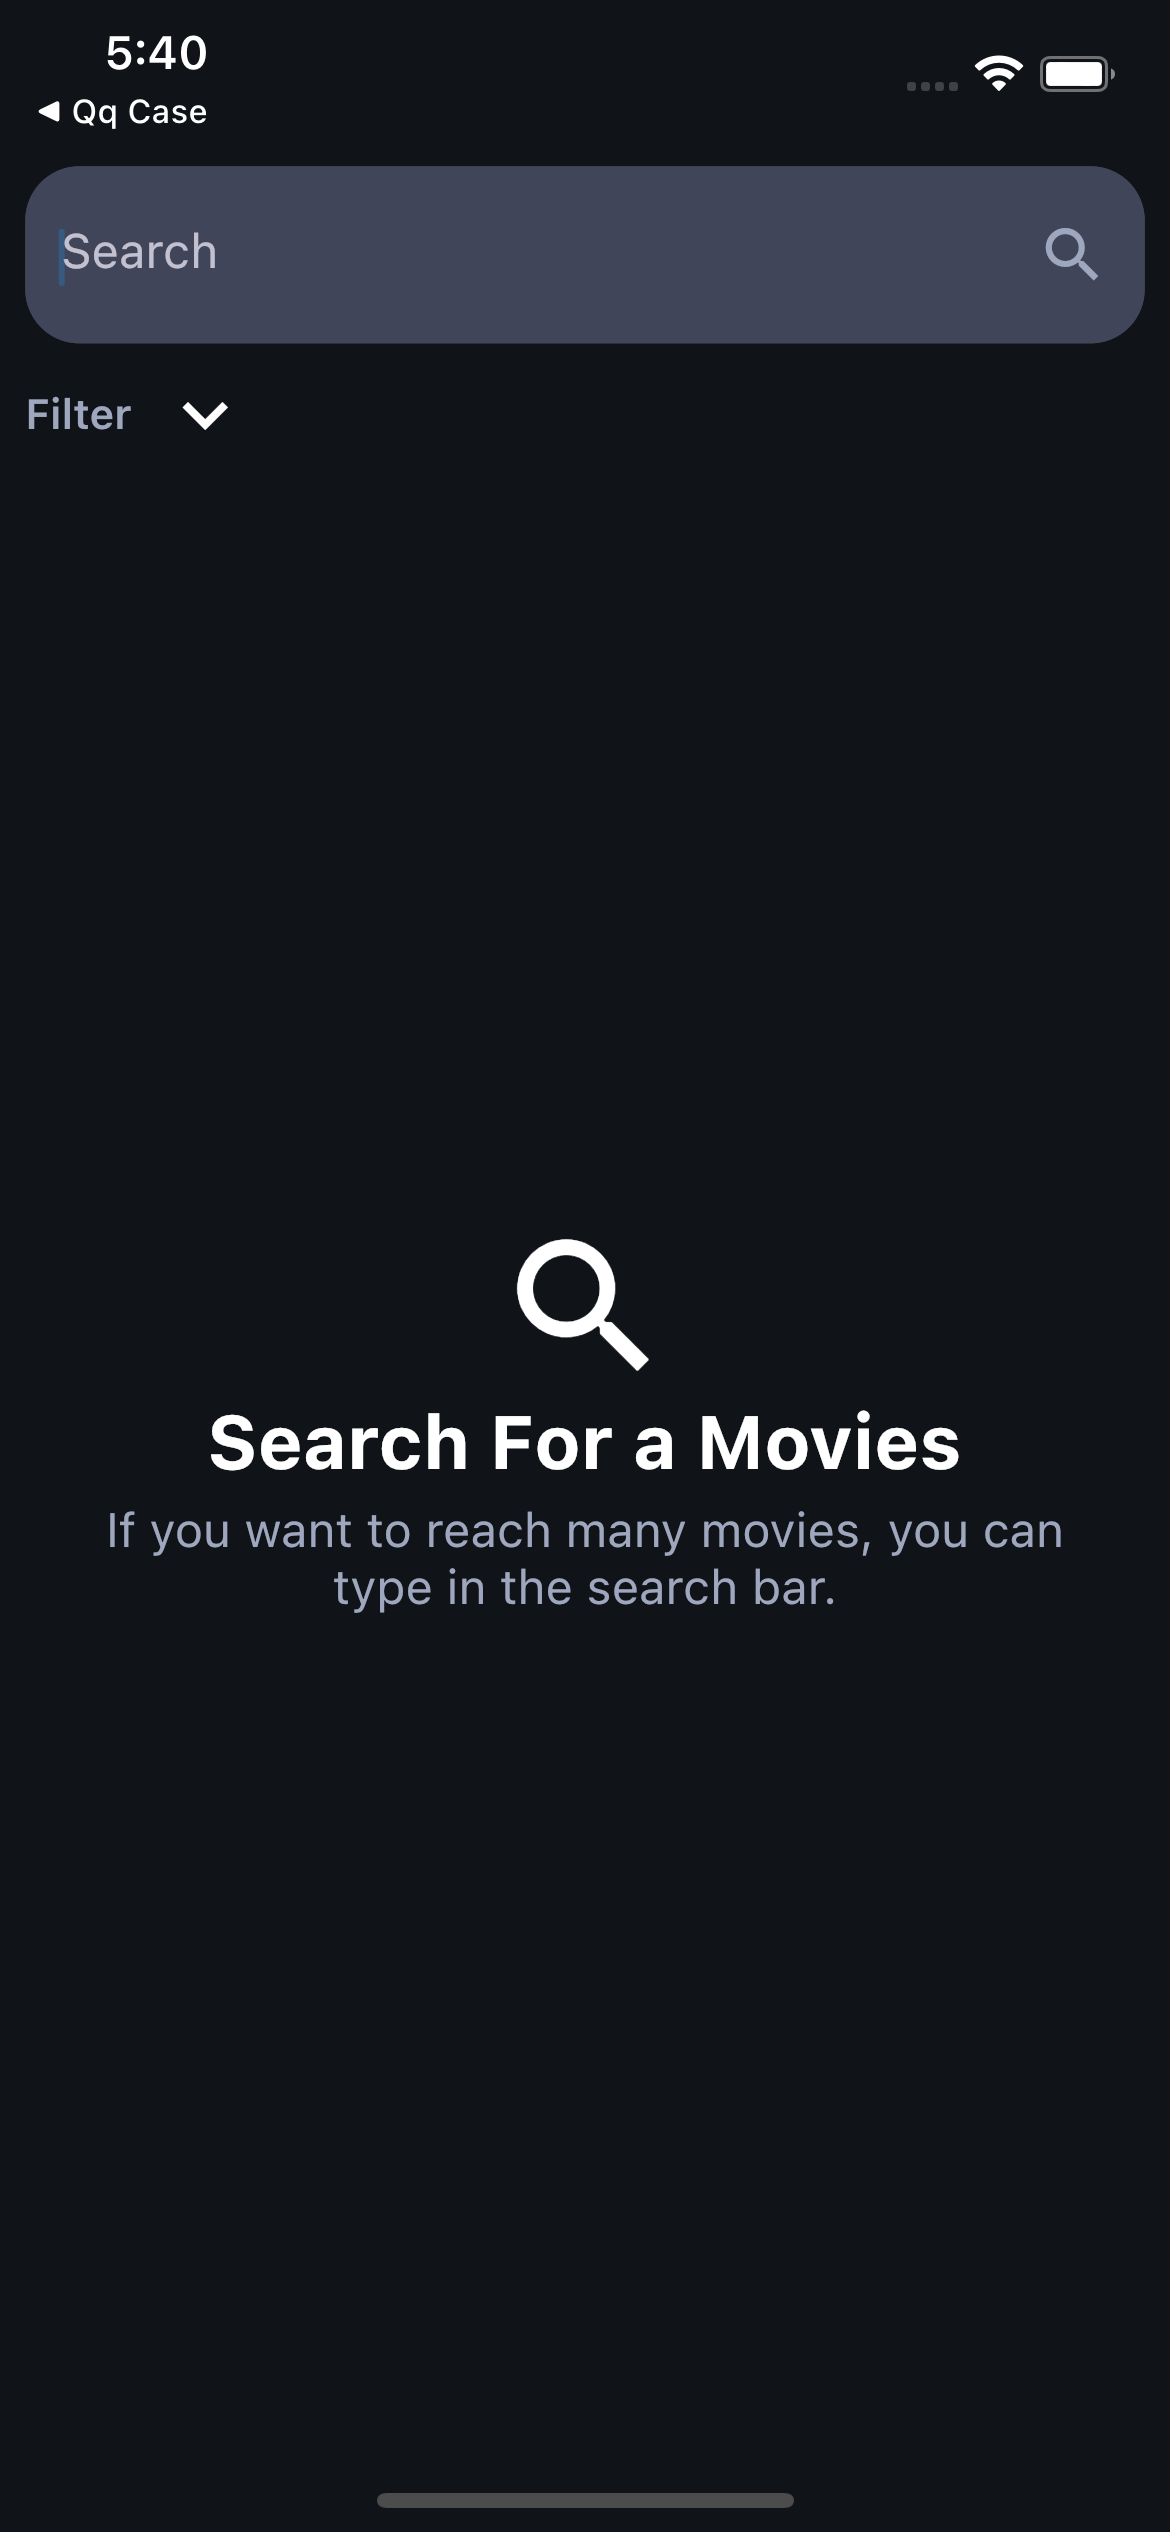 5:40
Qq Case
Search
Filter
Search For a Movies
If you want to reach many movies, you can
type in the search bar.